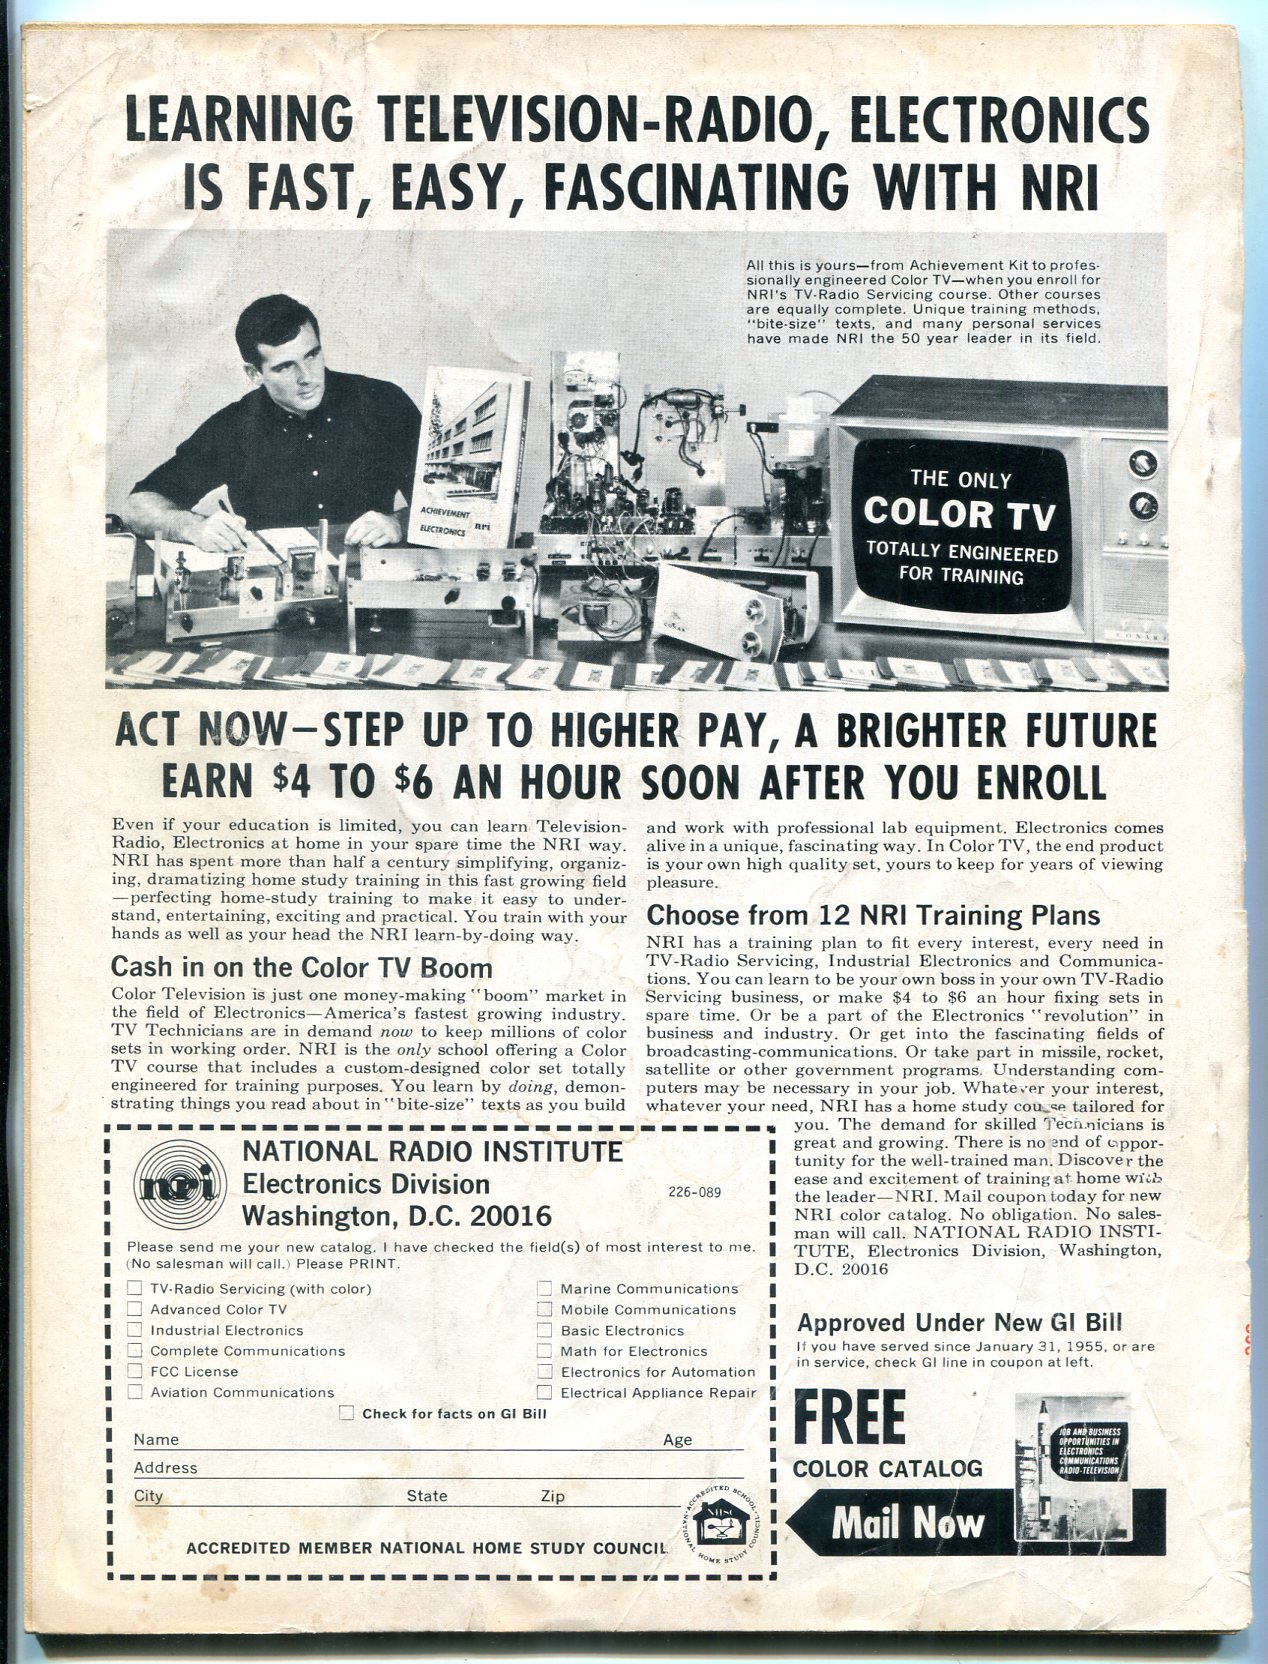 LEARNING TELEVISION-RADIO, ELECTRONICS
IS FAST, EASY, FASCINATING WITH NRI
All this is yours—from Achievement Kit to profes-
sionally engineered Color TV—when you enroll for
NRI's TV-Radio Servicing course. Other courses
are equally complete. Unique training methods,
"bite-size" texts, and many personal services
have made NRI the 50 year leader in its field.
ACHIEVEMENT
ELECTRONICS nri
THE ONLY
COLOR TV
TOTALLY ENGINEERED
FOR TRAINING
CONAR
CONAR
ACT NOW—STEP UP TO HIGHER PAY, A BRIGHTER FUTURE
EARN $4 TO $6 AN HOUR SOON AFTER YOU ENROLL
Even if your education is limited, you can learn Television-
Radio, Electronics at home in your spare time the NRI way.
NRI has spent more than half a century simplifying, organiz-
ing, dramatizing home study training in this fast growing field
—perfecting home-study training to make it easy to under-
stand, entertaining, exciting and practical. You train with your
hands as well as your head the NRI learn-by-doing way.
Cash in on the Color TV Boom
Color Television is just one money-making "boom" market in
the field of Electronics—America's fastest growing industry.
TV Technicians are in demand now to keep millions of color
sets in working order. NRI is the only school offering a Color
TV course that includes a custom-designed color set totally
engineered for training purposes. You learn by doing, demon-
strating things you read about in "bite-size" texts as you build
and work with professional lab equipment. Electronics comes
alive in a unique, fascinating way. In Color TV, the end product
is your own high quality set, yours to keep for years of viewing
pleasure.
Choose from 12 NRI Training Plans
NRI has a training plan to fit every interest, every need in
TV-Radio Servicing, Industrial Electronics and Communica-
tions. You can learn to be your own boss in your own TV-Radio
Servicing business, or make $4 to $6 an hour fixing sets in
spare time. Or be a part of the Electronics "revolution" in
business and industry. Or get into the fascinating fields of
broadcasting-communications. Or take part in missile, rocket,
satellite or other government programs. Understanding com-
puters may be necessary in your job. Whatever your interest,
whatever your need, NRI has a home study course tailored for
you. The demand for skilled Technicians is
great and growing. There is no end of oppor-
tunity for the well-trained man. Discover the
ease and excitement of training at home with
the leader—NRI. Mail coupon today for new
NRI color catalog. No obligation. No sales-
man will call. NATIONAL RADIO INSTI-
TUTE, Electronics Division, Washington,
D.C. 20016
nri
NATIONAL RADIO INSTITUTE
Electronics Division
226-089
Washington, D.C. 20016
Please send me your new catalog. I have checked the field(s) of most interest to me.
(No salesman will call.) Please PRINT.
TV-Radio Servicing (with color)
Advanced Color TV
Industrial Electronics
Complete Communications
FCC License
Aviation Communications
Marine Communications
Mobile Communications
Basic Electronics
Math for Electronics
Electronics for Automation
Electrical Appliance Repair
Check for facts on GI Bill
Name Age
Address
City State Zip
ACCREDITED MEMBER NATIONAL HOME STUDY COUNCIL
ACCREDITED SCHOOL
NATIONAL HOME STUDY COUNCIL
NHSC
Approved Under New GI Bill
If you have served since January 31, 1955, or are
in service, check GI line in coupon at left.
FREE
COLOR CATALOG
Mail Now
JOB AND BUSINESS
OPPORTUNITIES IN
ELECTRONICS
COMMUNICATIONS
RADIO-TELEVISION